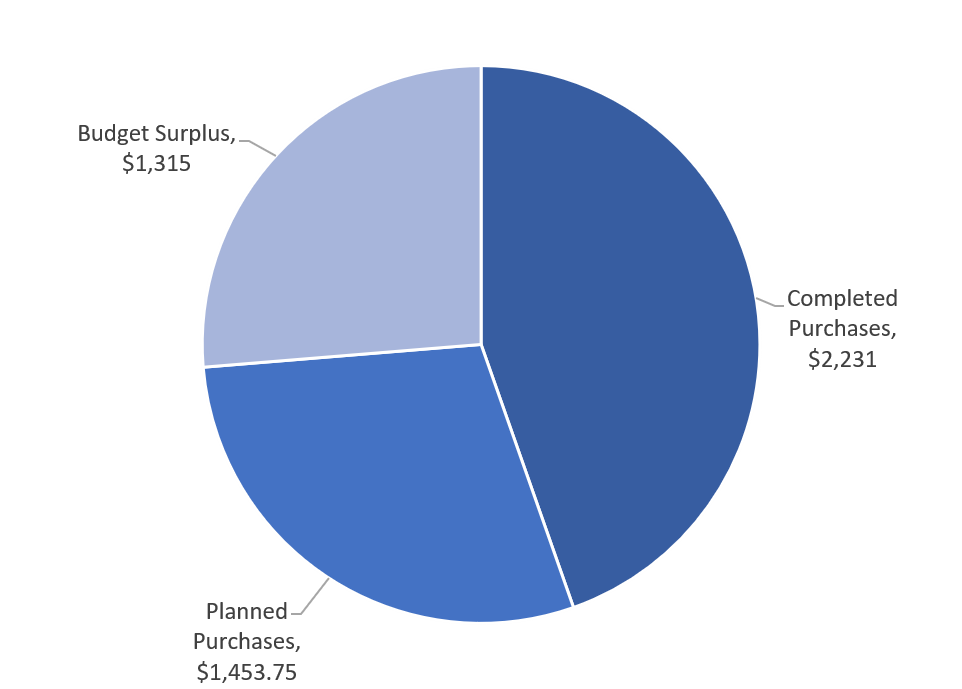 Budget Surplus,
$1,315
Completed
Purchases,
$2,231
Planned
Purchases,
$1,453.75